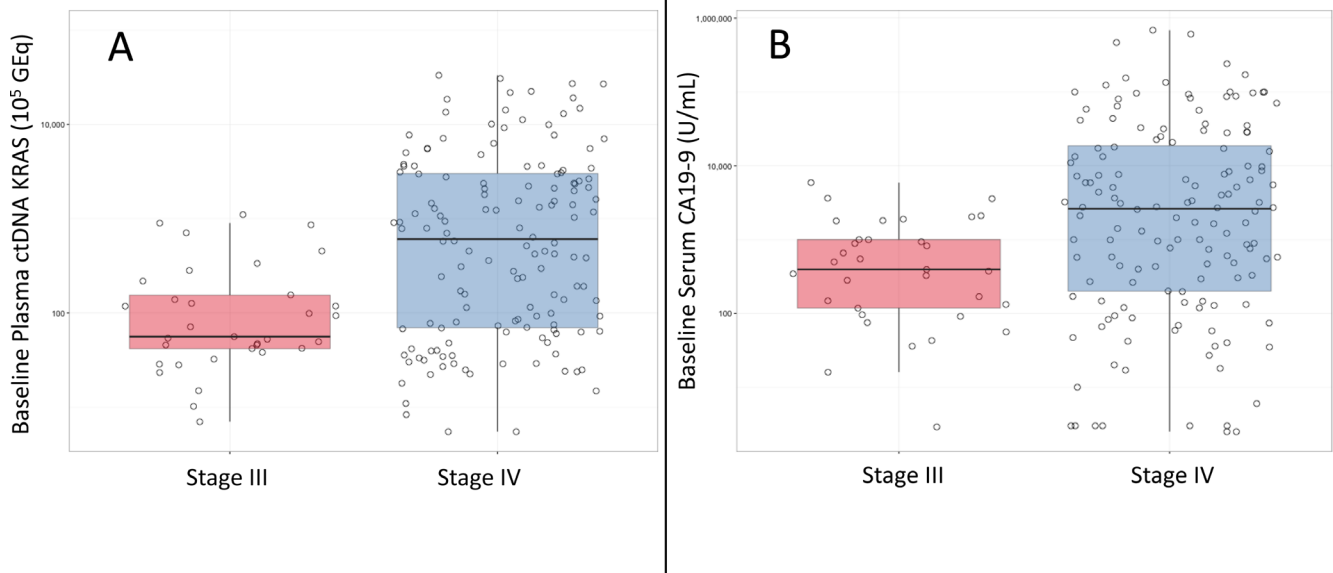 A
Baseline Plasma ctDNA KRAS (10⁵ GEq)
10,000
100
Stage III
Stage IV
B
Baseline Serum CA19-9 (U/mL)
1,000,000
10,000
100
Stage III
Stage IV